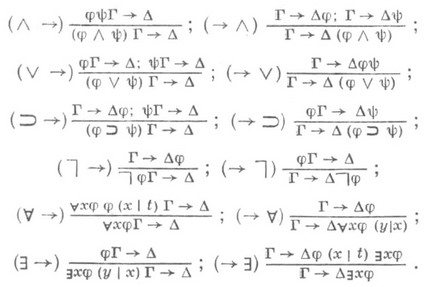 (∧ →) φψΓ → Δ / (φ ∧ ψ) Γ → Δ ; (→ ∧) Γ → Δφ; Γ → Δψ / Γ → Δ (φ ∧ ψ) ;
(∨ →) φΓ → Δ; ψΓ → Δ / (φ ∨ ψ) Γ → Δ ; (→ ∨) Γ → Δφψ / Γ → Δ (φ ∨ ψ) ;
(⊃ →) Γ → Δφ; ψΓ → Δ / (φ ⊃ ψ) Γ → Δ ; (→ ⊃) φΓ → Δψ / Γ → Δ (φ ⊃ ψ) ;
(⏋ →) Γ → Δφ / ⏋φΓ → Δ ; (→ ⏋) φΓ → Δ / Γ → Δ⏋φ ;
(∀ →) ∀xφ φ (x | t) Γ → Δ / ∀xφΓ → Δ ; (→ ∀) Γ → Δφ / Γ → Δ∀xφ (y|x) ;
(∃ →) φΓ → Δ / ∃xφ (y | x) Γ → Δ ; (→ ∃) Γ → Δφ (x | t) ∃xφ / Γ → Δ∃xφ .